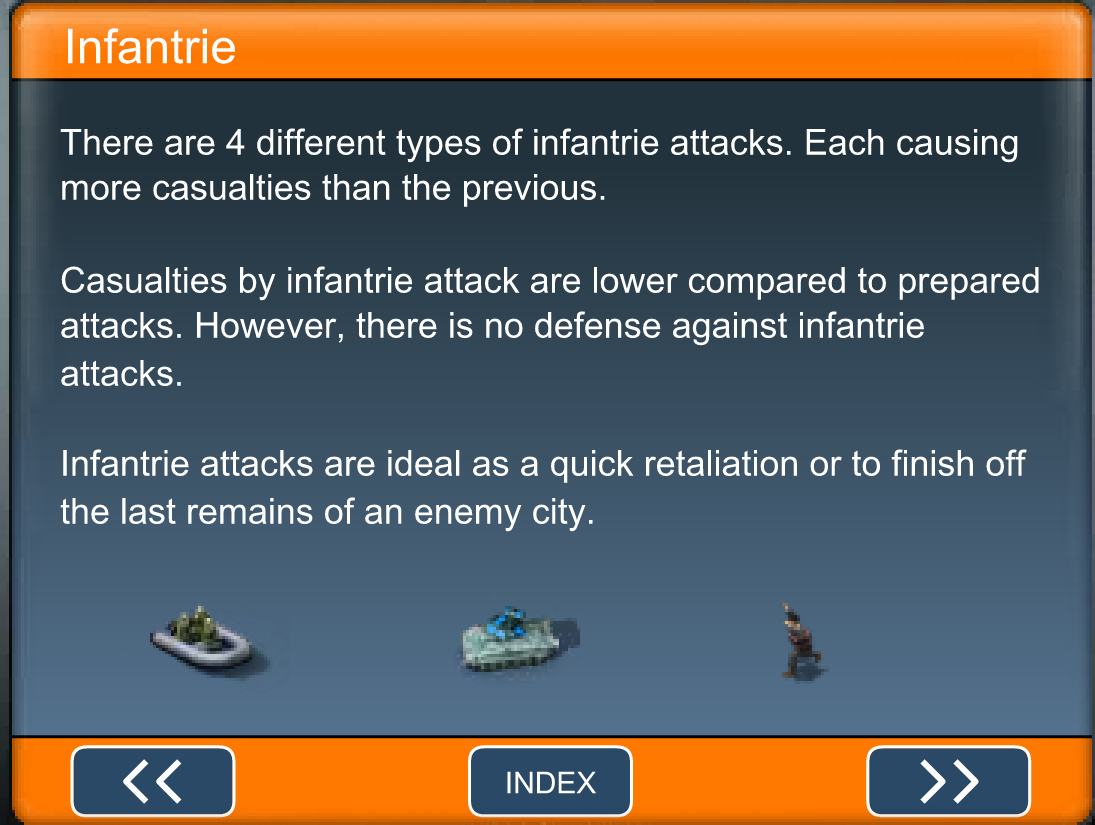 Infantrie
There are 4 different types of infantrie attacks. Each causing
more casualties than the previous.
Casualties by infantrie attack are lower compared to prepared
attacks. However, there is no defense against infantrie
attacks.
Infantrie attacks are ideal as a quick retaliation or to finish off
the last remains of an enemy city.
<< INDEX >>